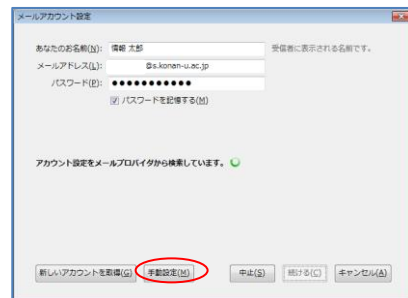 メールアカウント設定
あなたのお名前(N): 情報 太郎 受信者に表示される名前です。
メールアドレス(L): @s.konan-u.ac.jp
パスワード(P): ●●●●●●●●●●●
パスワードを記憶する(M)
アカウント設定をメールプロバイダから検索しています。
新しいアカウントを取得(G) 手動設定(M) 中止(S) 続ける(C) キャンセル(A)